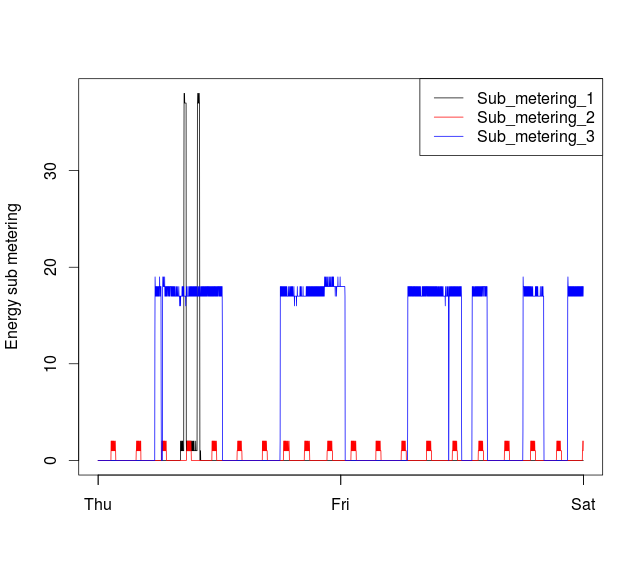 Sub_metering_1
Sub_metering_2
Sub_metering_3
Energy sub metering
30
20
10
0
Thu Fri Sat